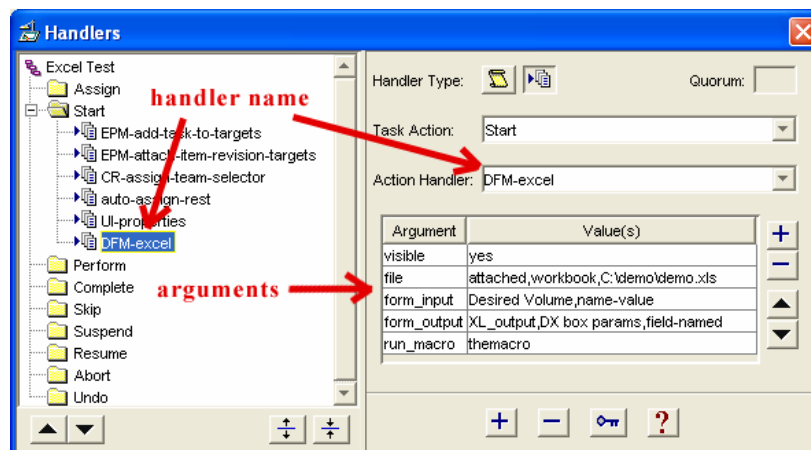 Handlers
Excel Test
Assign
Start
EPM-add-task-to-targets
EPM-attach-item-revision-targets
CR-assign-team-selector
auto-assign-rest
UI-properties
DFM-excel
Perform
Complete
Skip
Suspend
Resume
Abort
Undo
handler name
arguments
Handler Type:
Quorum:
Task Action: Start
Action Handler: DFM-excel
Argument Value(s)
visible yes
file attached,workbook,C:\demo\demo.xls
form_input Desired Volume,name-value
form_output XL_output,DX box params,field-named
run_macro themacro